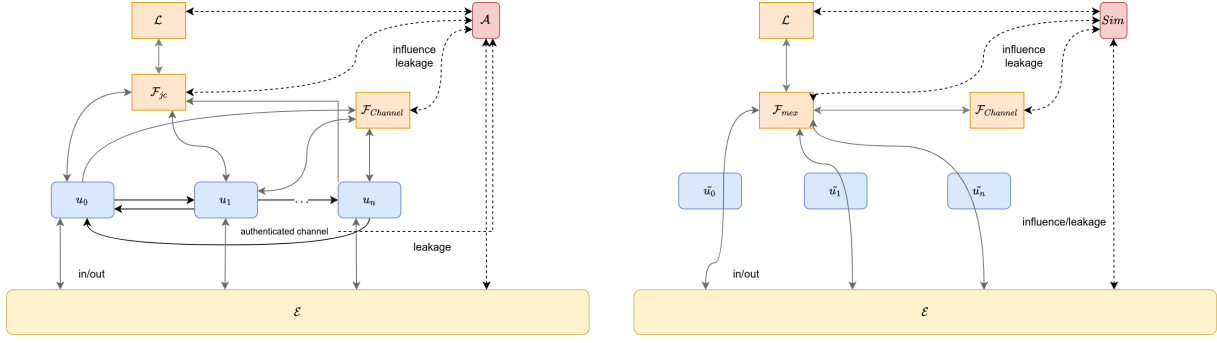 ℒ
𝒜
influence
leakage
ℱ_jc
ℱ_Channel
u_0
u_1
...
u_n
authenticated channel
leakage
in/out
ℰ
ℒ
Sim
influence
leakage
ℱ_mex
ℱ_Channel
ũ_0
ũ_1
ũ_n
influence/leakage
in/out
ℰ